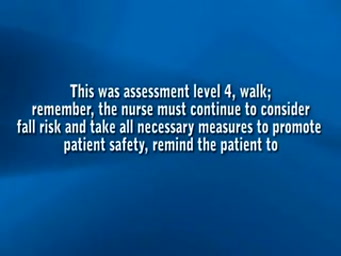 This was assessment level 4, walk;
remember, the nurse must continue to consider
fall risk and take all necessary measures to promote
patient safety, remind the patient to